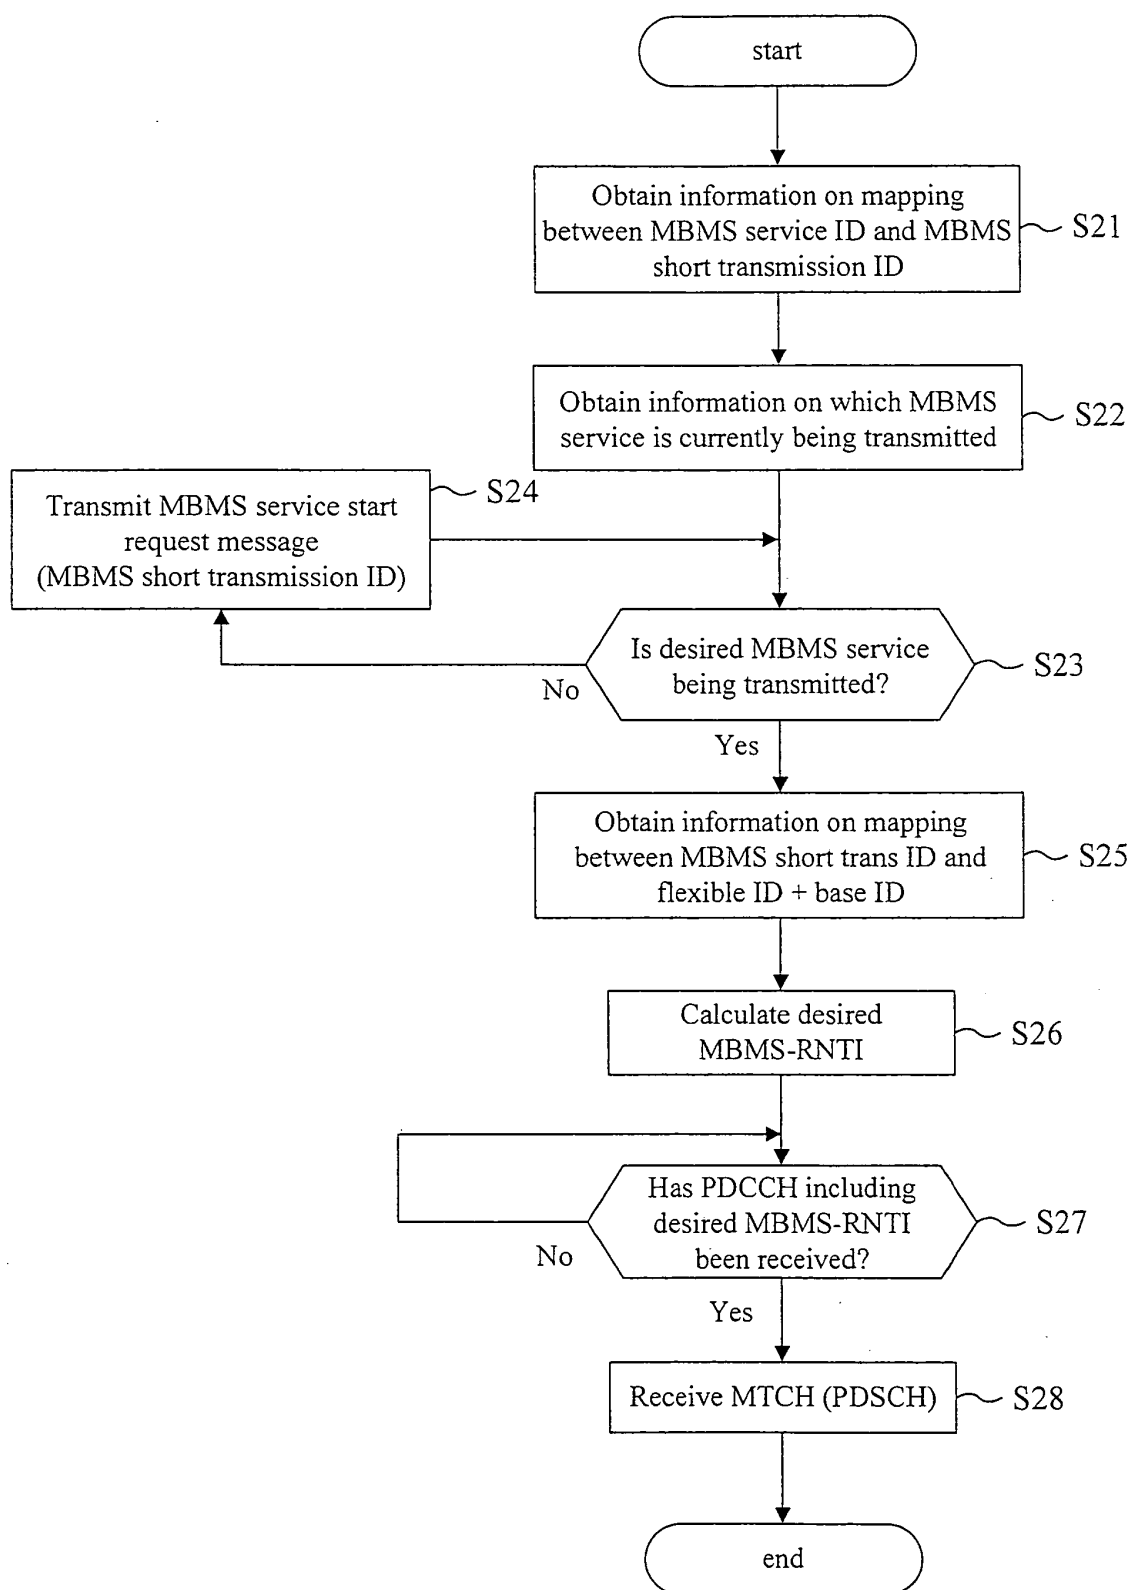 start
Obtain information on mapping
between MBMS service ID and MBMS
short transmission ID
S21
Obtain information on which MBMS
service is currently being transmitted
S22
Transmit MBMS service start
request message
(MBMS short transmission ID)
S24
Is desired MBMS service
being transmitted?
S23
No
Yes
Obtain information on mapping
between MBMS short trans ID and
flexible ID + base ID
S25
Calculate desired
MBMS-RNTI
S26
Has PDCCH including
desired MBMS-RNTI
been received?
S27
No
Yes
Receive MTCH (PDSCH)
S28
end